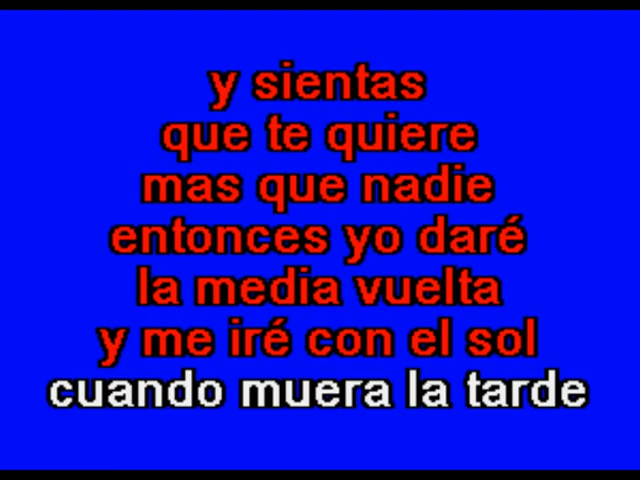 y sientas
que te quiere
mas que nadie
entonces yo daré
la media vuelta
y me iré con el sol
cuando muera la tarde